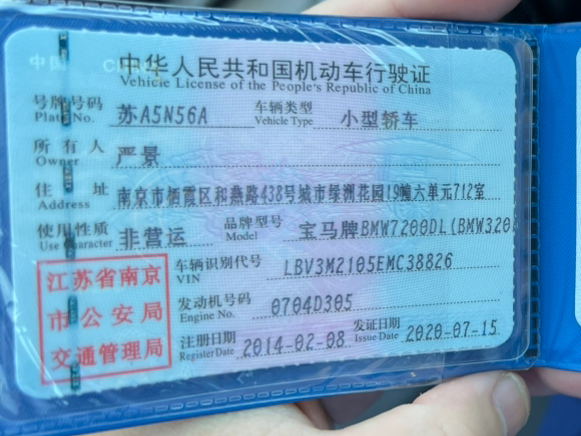 中华人民共和国机动车行驶证
Vehicle License of the People's Republic of China
号牌号码 苏A5N56A 车辆类型 小型轿车
Plate No. Vehicle Type
所有人 严景
Owner
住址 南京市栖霞区和燕路438号城市绿洲花园19幢六单元712室
Address
使用性质 非营运 品牌型号 宝马牌BMW7200DL(BMW320
Use Character Model
江苏省南京
市公安局
交通管理局
车辆识别代号 LBV3M2105EMC38826
VIN
发动机号码 0704D305
Engine No.
注册日期 2014-02-08 发证日期 2020-07-15
Register Date Issue Date